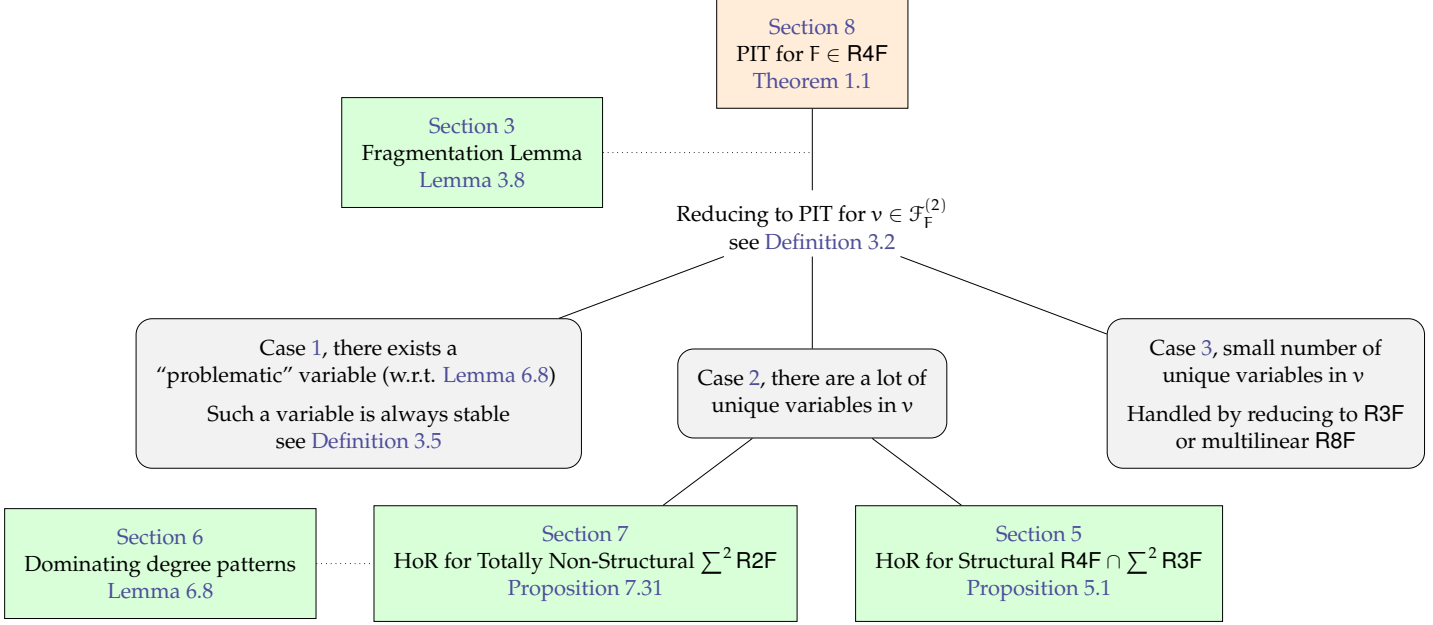 Section 8
PIT for F ∈ R4F
Theorem 1.1
Section 3
Fragmentation Lemma
Lemma 3.8
Reducing to PIT for ν ∈ ℱ_F^{(2)}
see Definition 3.2
Case 1, there exists a
“problematic” variable (w.r.t. Lemma 6.8)
Such a variable is always stable
see Definition 3.5
Case 2, there are a lot of
unique variables in ν
Case 3, small number of
unique variables in ν
Handled by reducing to R3F
or multilinear R8F
Section 6
Dominating degree patterns
Lemma 6.8
Section 7
HoR for Totally Non-Structural ∑² R2F
Proposition 7.31
Section 5
HoR for Structural R4F ∩ ∑² R3F
Proposition 5.1